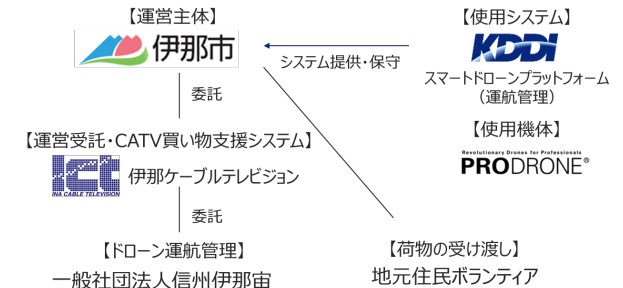 【運営主体】
伊那市
【使用システム】
KDDI
システム提供・保守
スマートドローンプラットフォーム
（運航管理）
委託
【使用機体】
Revolutionary Drones for Professionals
PRODRONE®
【運営受託・CATV買い物支援システム】
ICT
INA CABLE TELEVISION
伊那ケーブルテレビジョン
委託
【ドローン運航管理】
一般社団法人信州伊那宙
【荷物の受け渡し】
地元住民ボランティア